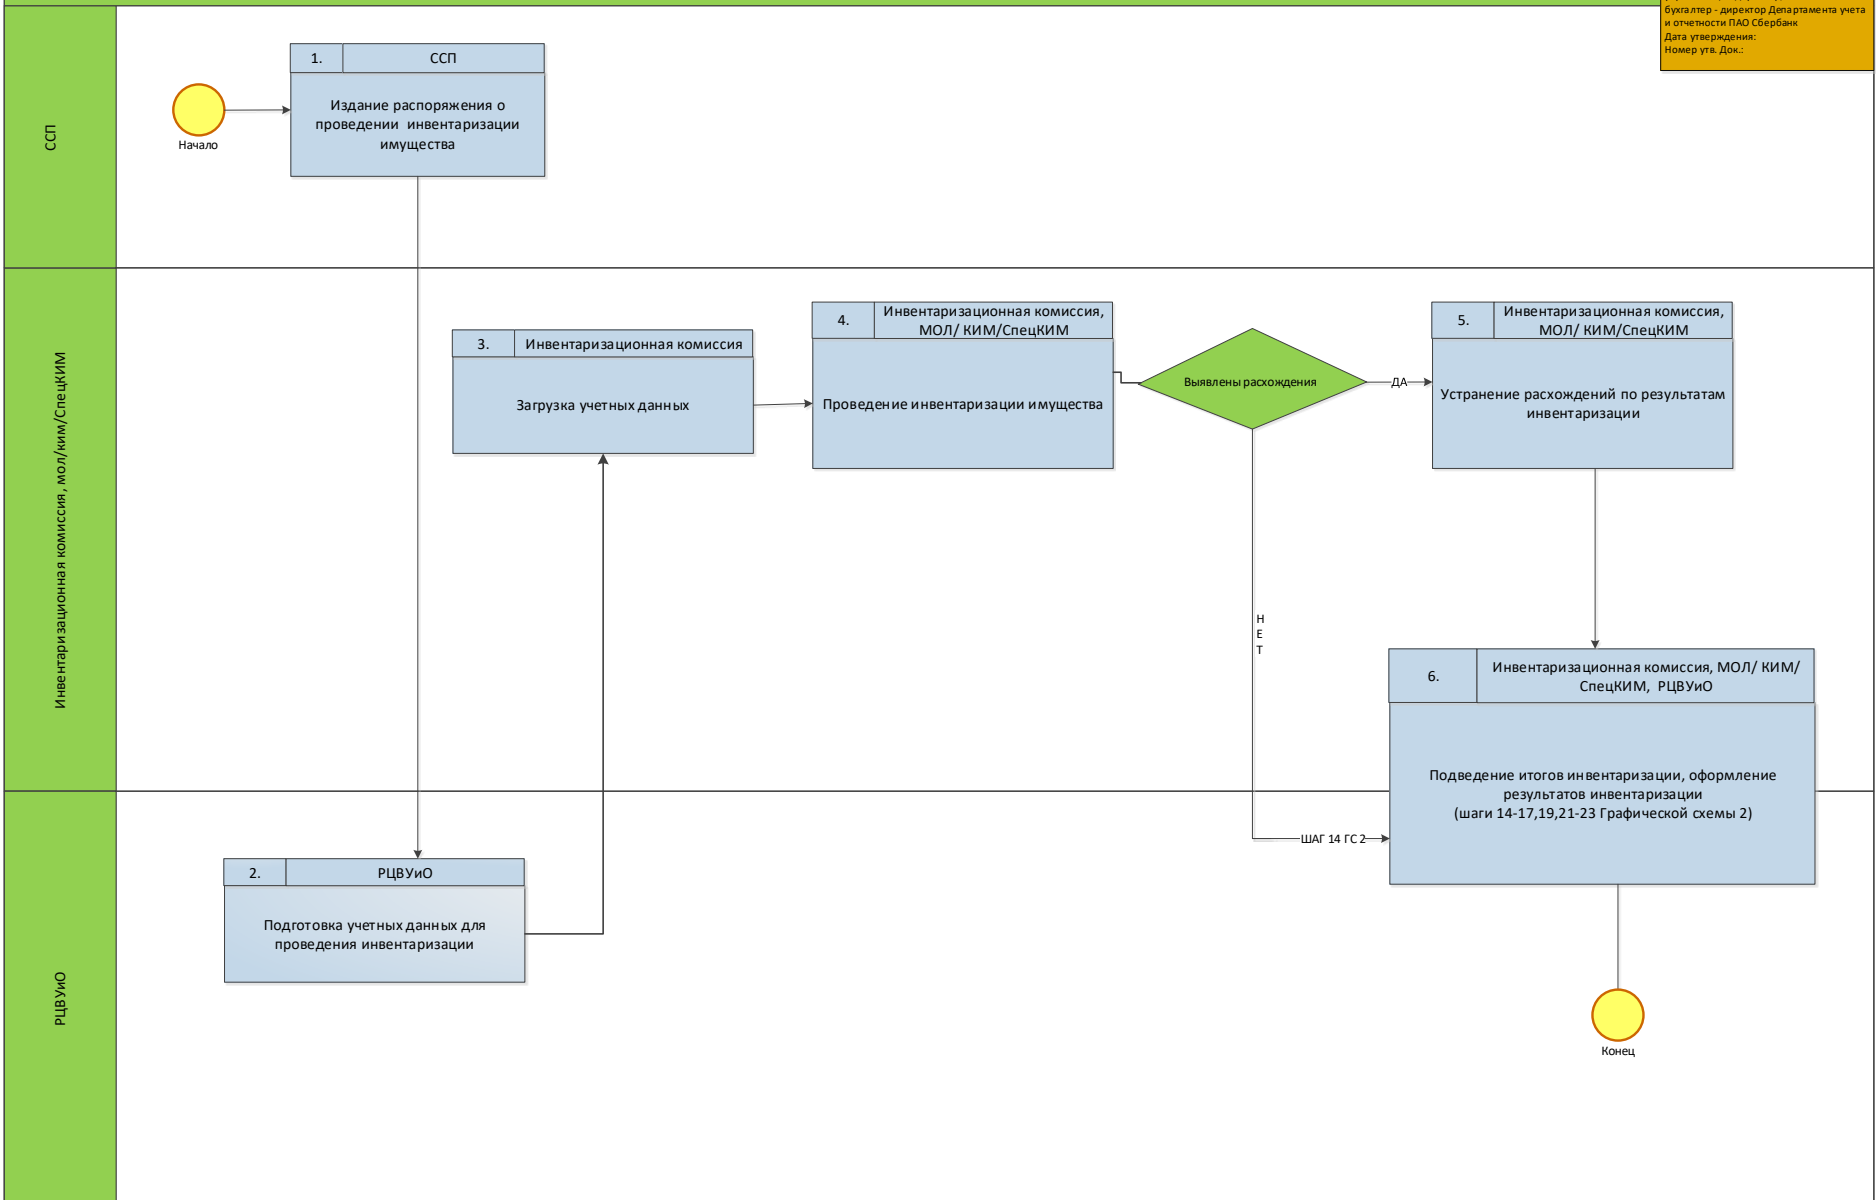 бухгалтер - директор Департамента учета
и отчетности ПАО Сбербанк
Дата утверждения:
Номер утв. Док.:
ССП
Начало
1.
ССП
Издание распоряжения о
проведении инвентаризации
имущества
Инвентаризационная комиссия, мол/ким/СпецКИМ
3.
Инвентаризационная комиссия
Загрузка учетных данных
4.
Инвентаризационная комиссия,
МОЛ/ КИМ/СпецКИМ
Проведение инвентаризации имущества
Выявлены расхождения
ДА
5.
Инвентаризационная комиссия,
МОЛ/ КИМ/СпецКИМ
Устранение расхождений по результатам
инвентаризации
Н
Е
Т
6.
Инвентаризационная комиссия, МОЛ/ КИМ/
СпецКИМ, РЦВУиО
Подведение итогов инвентаризации, оформление
результатов инвентаризации
(шаги 14-17,19,21-23 Графической схемы 2)
ШАГ 14 ГС 2
РЦВУиО
2.
РЦВУиО
Подготовка учетных данных для
проведения инвентаризации
Конец